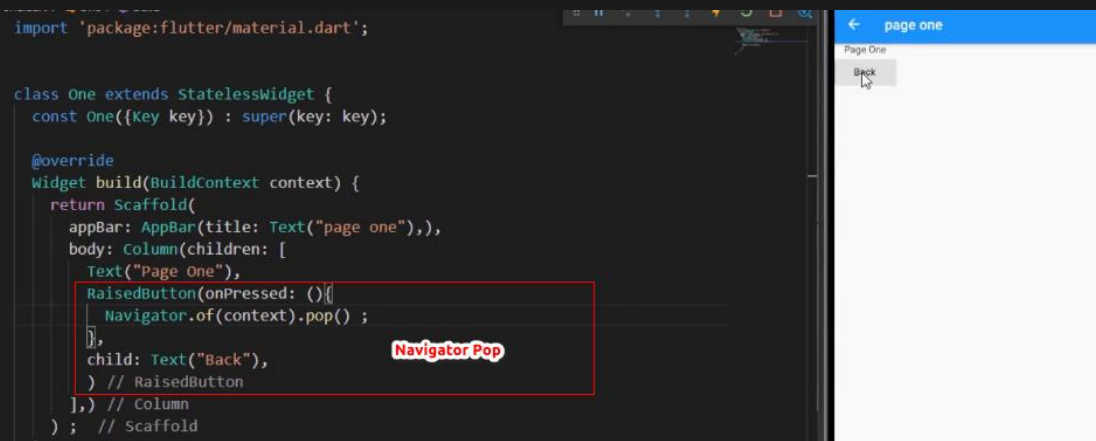 import 'package:flutter/material.dart';
class One extends StatelessWidget {
const One({Key key}) : super(key: key);
@override
Widget build(BuildContext context) {
return Scaffold(
appBar: AppBar(title: Text("page one"),),
body: Column(children: [
Text("Page One"),
RaisedButton(onPressed: (){
Navigator.of(context).pop() ;
},
child: Text("Back"),
) // RaisedButton
],) // Column
) ; // Scaffold
Navigator Pop
page one
Page One
Back